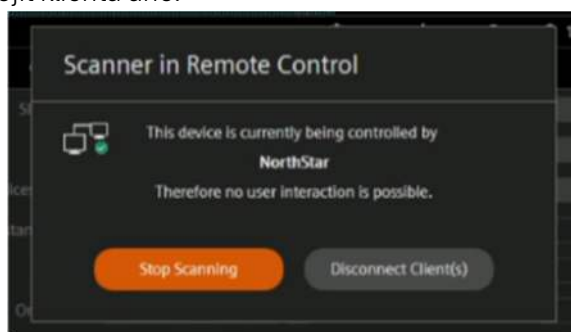 Scanner in Remote Control
This device is currently being controlled by
NorthStar
Therefore no user interaction is possible.
Stop Scanning
Disconnect Client(s)